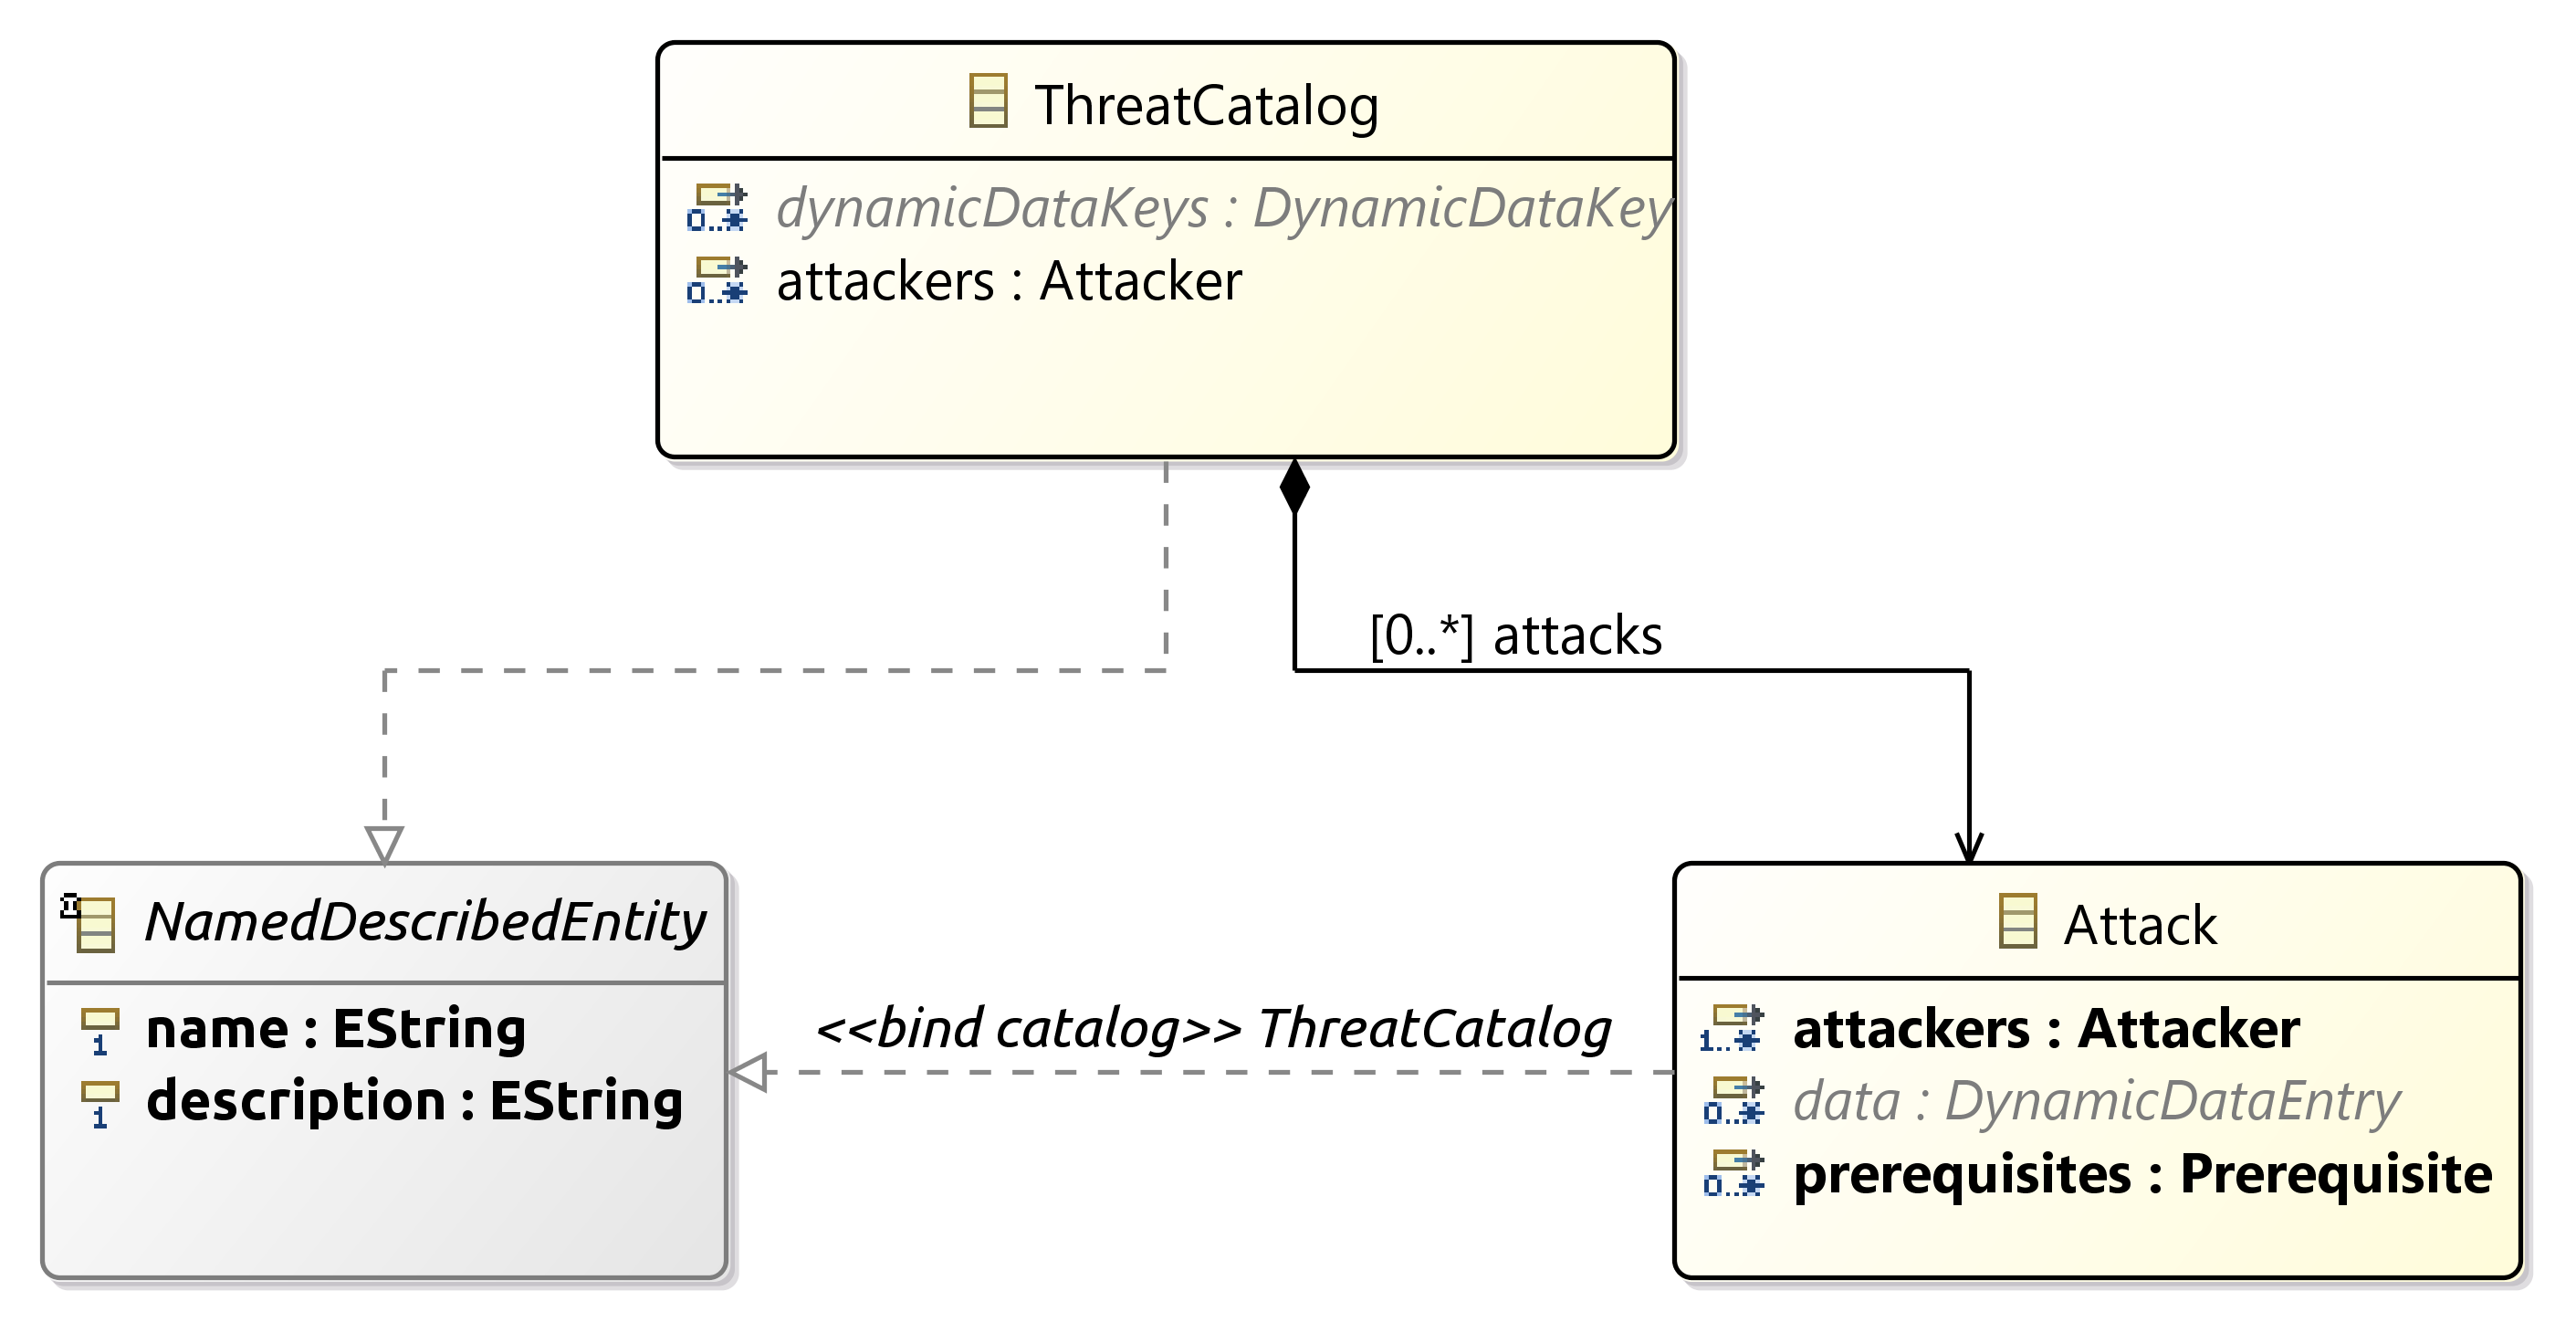 ThreatCatalog
0..* dynamicDataKeys : DynamicDataKey
0..* attackers : Attacker
[0..*] attacks
NamedDescribedEntity
1 name : EString
1 description : EString
<<bind catalog>> ThreatCatalog
Attack
1..* attackers : Attacker
0..* data : DynamicDataEntry
0..* prerequisites : Prerequisite